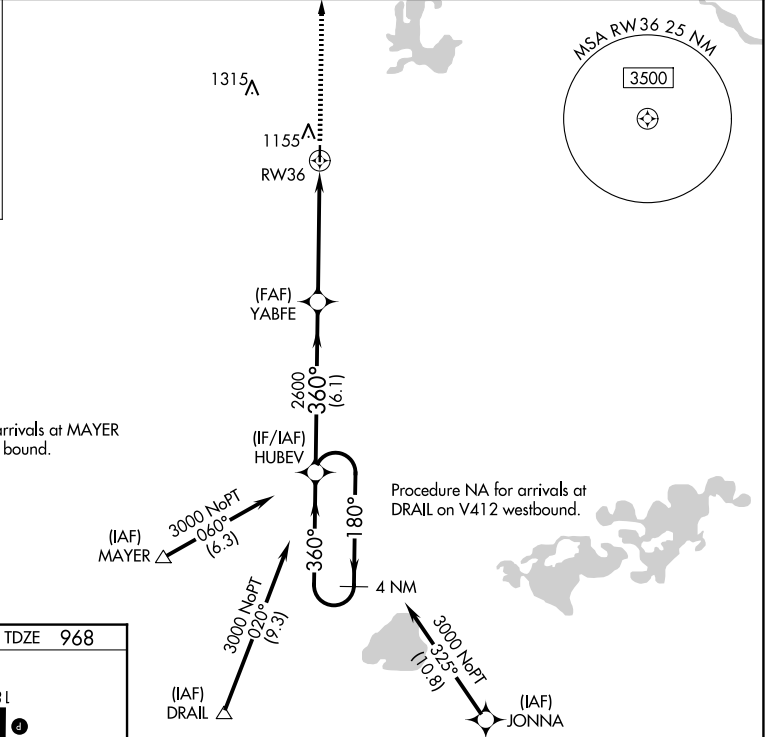 MSA RW36 25 NM
3500
1315
1155
RW36
(FAF)
YABFE
2600
360°
(6.1)
arrivals at MAYER
bound.
(IF/IAF)
HUBEV
Procedure NA for arrivals at
DRAIL on V412 westbound.
3000 NoPT
060°
(6.3)
(IAF)
MAYER
360°
180°
4 NM
3000 NoPT
020°
(9.3)
3000 NoPT
325°
(10.8)
TDZE 968
(IAF)
DRAIL
(IAF)
JONNA
P